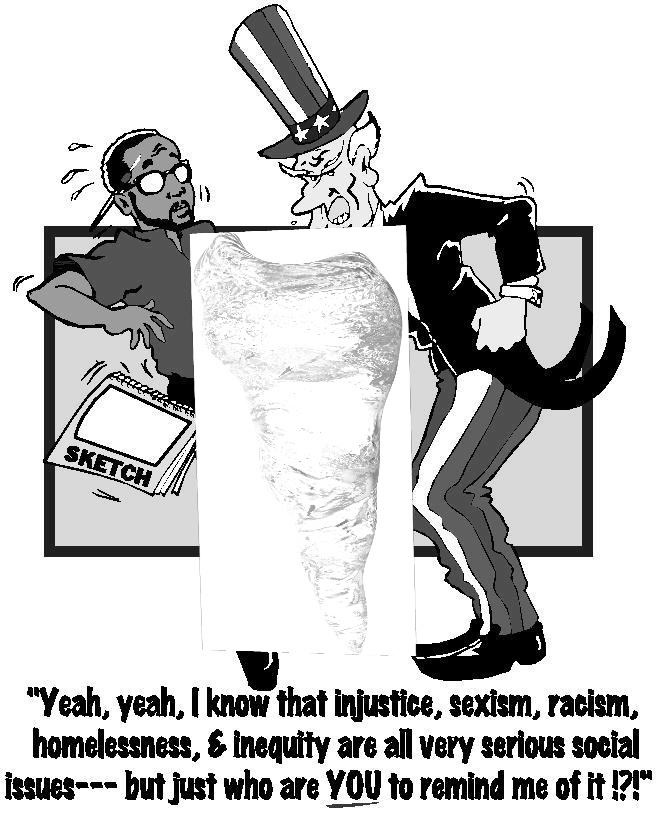 SKETCH
"Yeah, yeah, I know that injustice, sexism, racism,
homelessness, & inequity are all very serious social
issues--- but just who are YOU to remind me of it !?!"